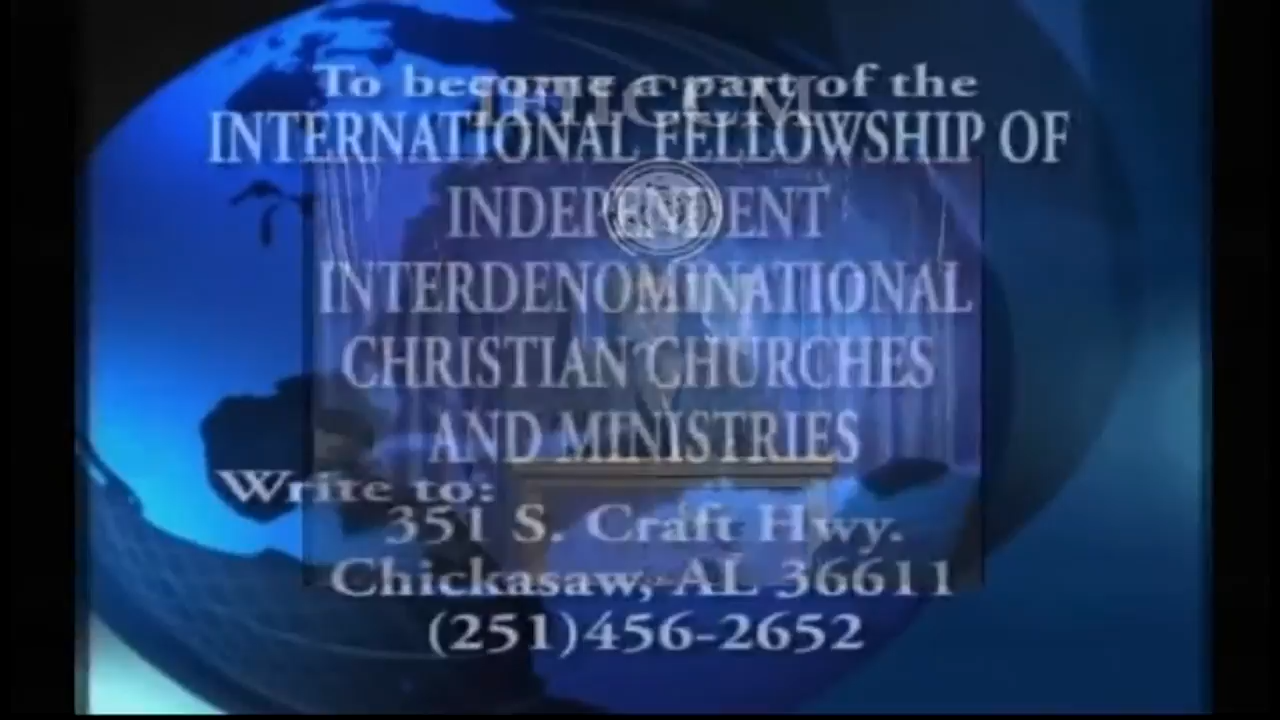 To become a part of the
INTERNATIONAL FELLOWSHIP OF
INDEPENDENT
INTERDENOMINATIONAL
CHRISTIAN CHURCHES
AND MINISTRIES
Write to:
351 S. Craft Hwy.
Chickasaw, AL 36611
(251)456-2652